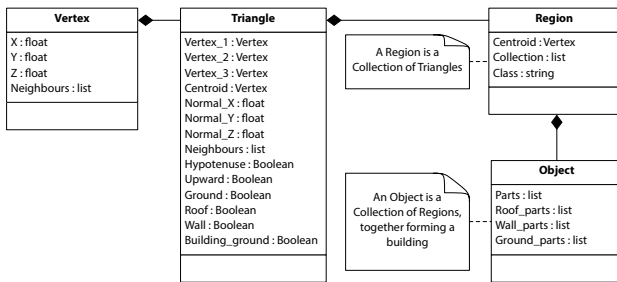 Vertex
X : float
Y : float
Z : float
Neighbours : list
Triangle
Vertex_1 : Vertex
Vertex_2 : Vertex
Vertex_3 : Vertex
Centroid : Vertex
Normal_X : float
Normal_Y : float
Normal_Z : float
Neighbours : list
Hypotenuse : Boolean
Upward : Boolean
Ground : Boolean
Roof : Boolean
Wall : Boolean
Building_ground : Boolean
A Region is a
Collection of Triangles
Region
Centroid : Vertex
Collection : list
Class : string
An Object is a
Collection of Regions,
together forming a
building
Object
Parts : list
Roof_parts : list
Wall_parts : list
Ground_parts : list